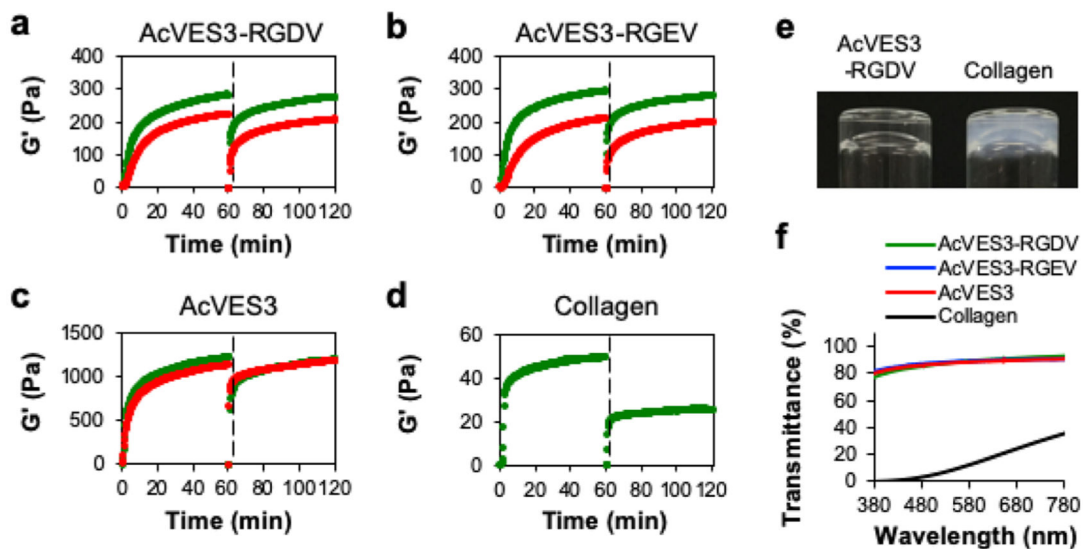 a
AcVES3-RGDV
400
300
200
100
0
G' (Pa)
0 20 40 60 80 100 120
Time (min)
b
AcVES3-RGEV
400
300
200
100
0
G' (Pa)
0 20 40 60 80 100 120
Time (min)
c
AcVES3
1500
1000
500
0
G' (Pa)
0 20 40 60 80 100 120
Time (min)
d
Collagen
60
40
20
0
G' (Pa)
0 20 40 60 80 100 120
Time (min)
e
AcVES3
-RGDV
Collagen
f
AcVES3-RGDV
AcVES3-RGEV
AcVES3
Collagen
100
80
60
40
20
0
Transmittance (%)
380 480 580 680 780
Wavelength (nm)